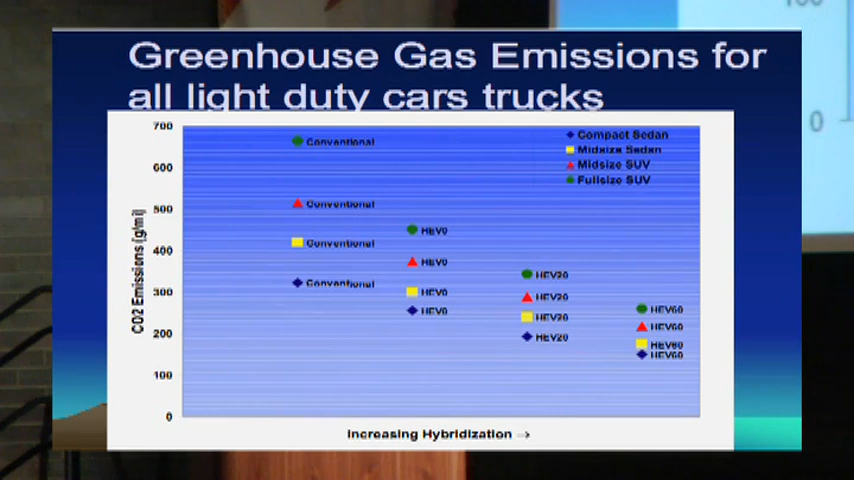 Greenhouse Gas Emissions for
all light duty cars trucks
700
600
500
400
300
200
100
0
CO2 Emissions (g/mi)
Conventional
Conventional
Conventional
Conventional
HEV0
HEV0
HEV0
HEV0
HEV20
HEV20
HEV20
HEV20
HEV60
HEV60
HEV60
HEV60
Compact Sedan
Midsize Sedan
Midsize SUV
Fullsize SUV
Increasing Hybridization →
0